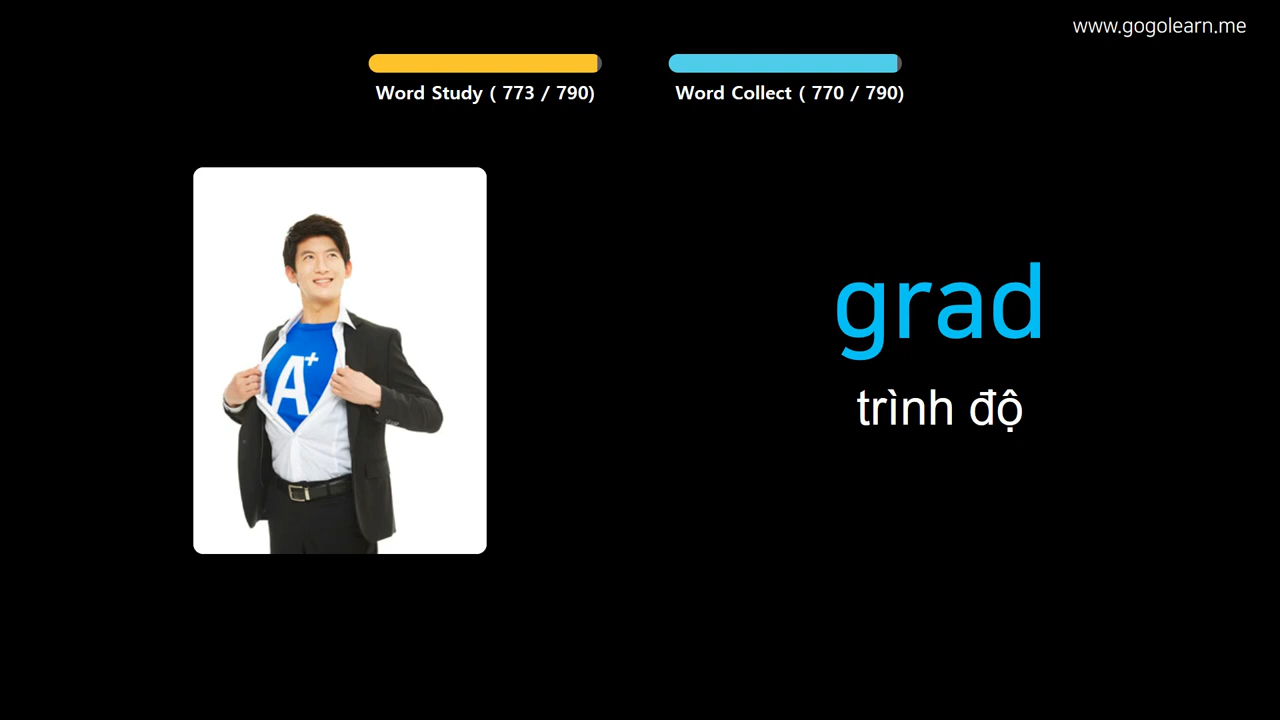 www.gogolearn.me
Word Study ( 773 / 790)
Word Collect ( 770 / 790)
A+
grad
trình độ